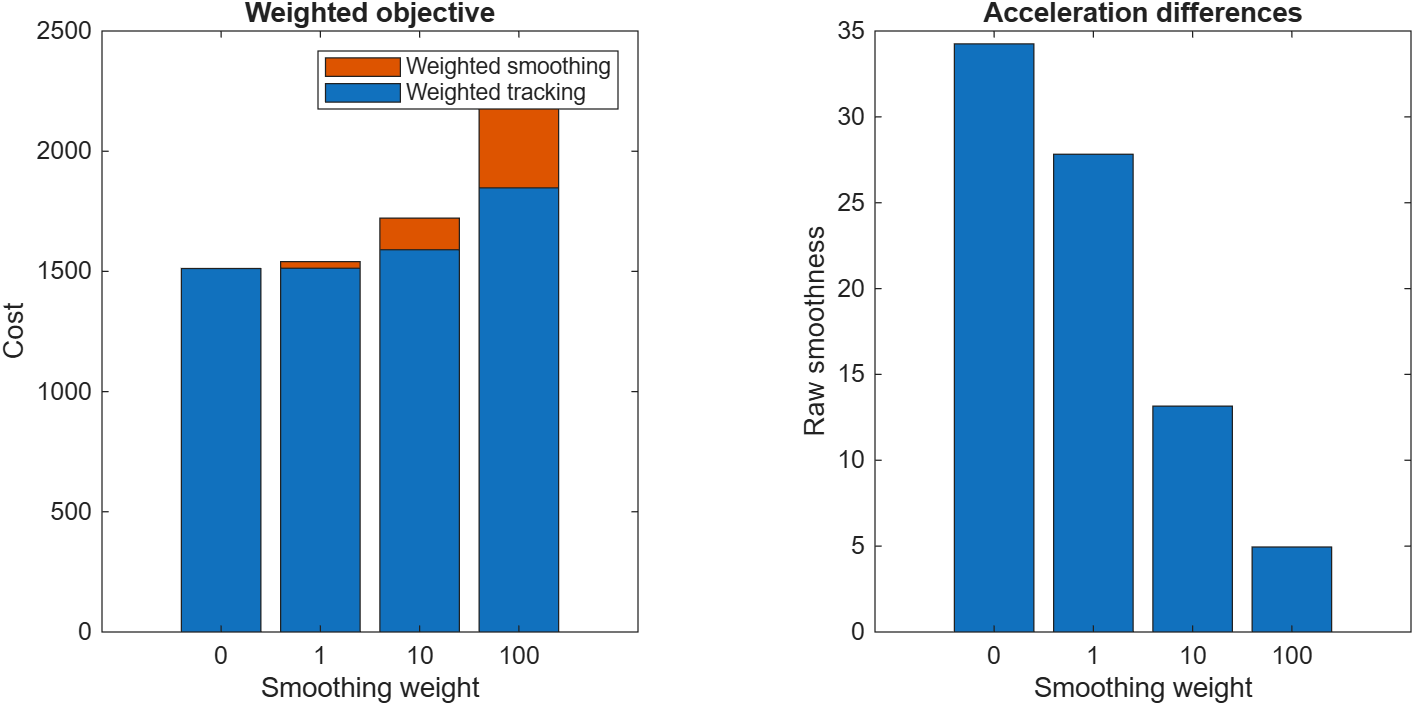 Weighted objective
2500
2000
1500
1000
500
0
Cost
Weighted smoothing
Weighted tracking
0 1 10 100
Smoothing weight
Acceleration differences
35
30
25
20
15
10
5
0
Raw smoothness
0 1 10 100
Smoothing weight